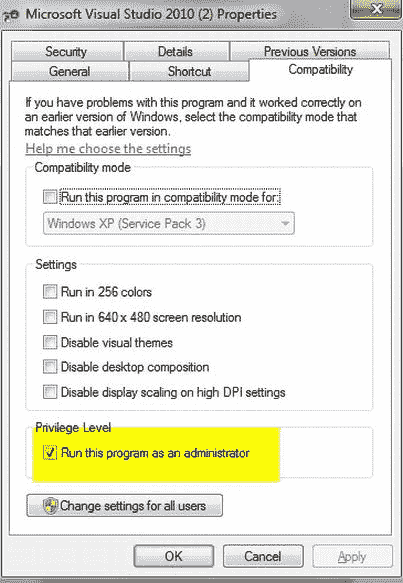 Microsoft Visual Studio 2010 (2) Properties
Security Details Previous Versions
General Shortcut Compatibility
If you have problems with this program and it worked correctly on
an earlier version of Windows, select the compatibility mode that
matches that earlier version.
Help me choose the settings
Compatibility mode
Run this program in compatibility mode for:
Windows XP (Service Pack 3)
Settings
Run in 256 colors
Run in 640 x 480 screen resolution
Disable visual themes
Disable desktop composition
Disable display scaling on high DPI settings
Privilege Level
Run this program as an administrator
Change settings for all users
OK Cancel Apply